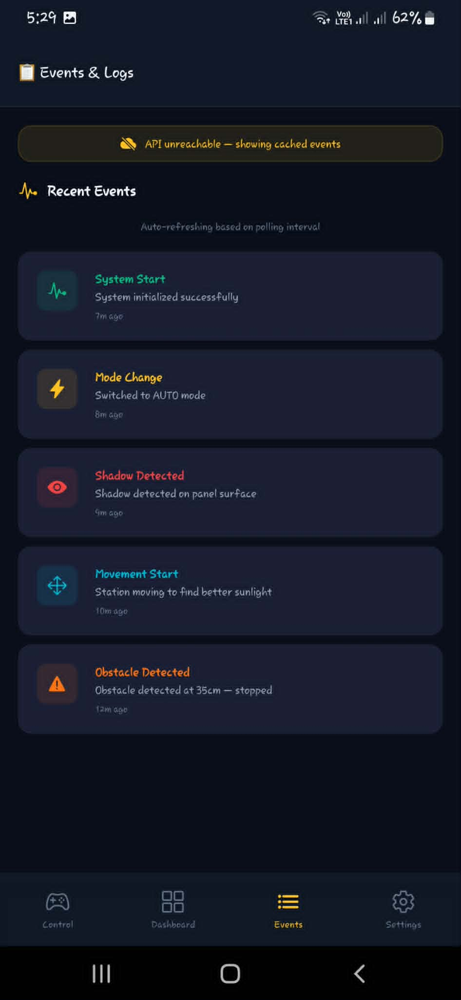 5:29
Vo))
LTE1
62%
Events & Logs
API unreachable — showing cached events
Recent Events
Auto-refreshing based on polling interval
System Start
System initialized successfully
7m ago
Mode Change
Switched to AUTO mode
8m ago
Shadow Detected
Shadow detected on panel surface
9m ago
Movement Start
Station moving to find better sunlight
10m ago
Obstacle Detected
Obstacle detected at 35cm — stopped
12m ago
Control
Dashboard
Events
Settings